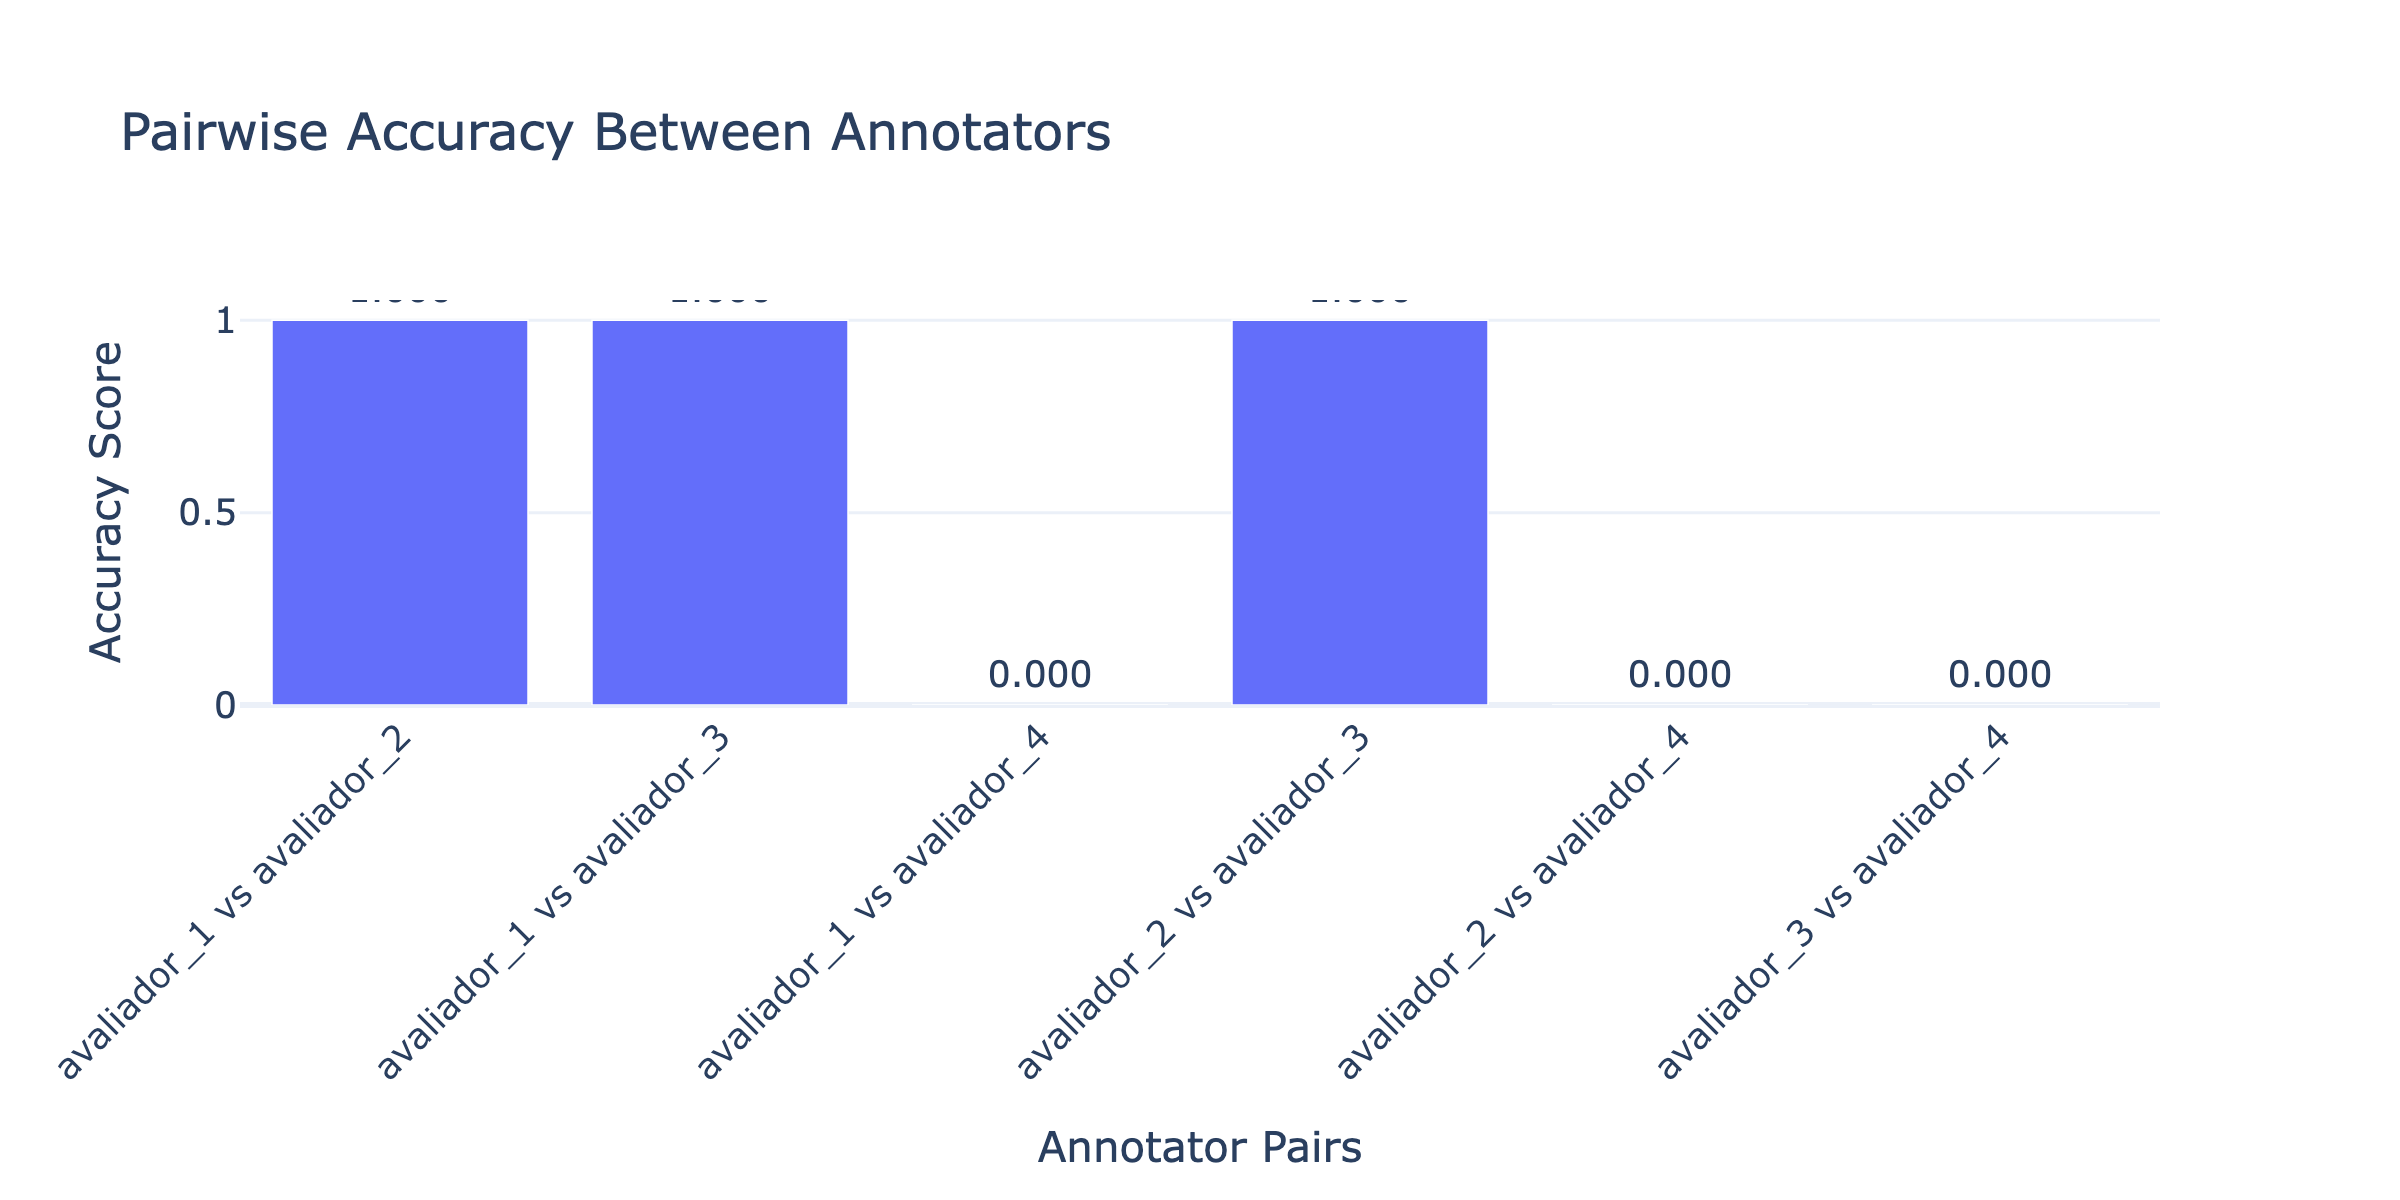 Pairwise Accuracy Between Annotators
Accuracy Score
1
0.5
0
0.000
0.000
0.000
avaliador_1 vs avaliador_2
avaliador_1 vs avaliador_3
avaliador_1 vs avaliador_4
avaliador_2 vs avaliador_3
avaliador_2 vs avaliador_4
avaliador_3 vs avaliador_4
Annotator Pairs